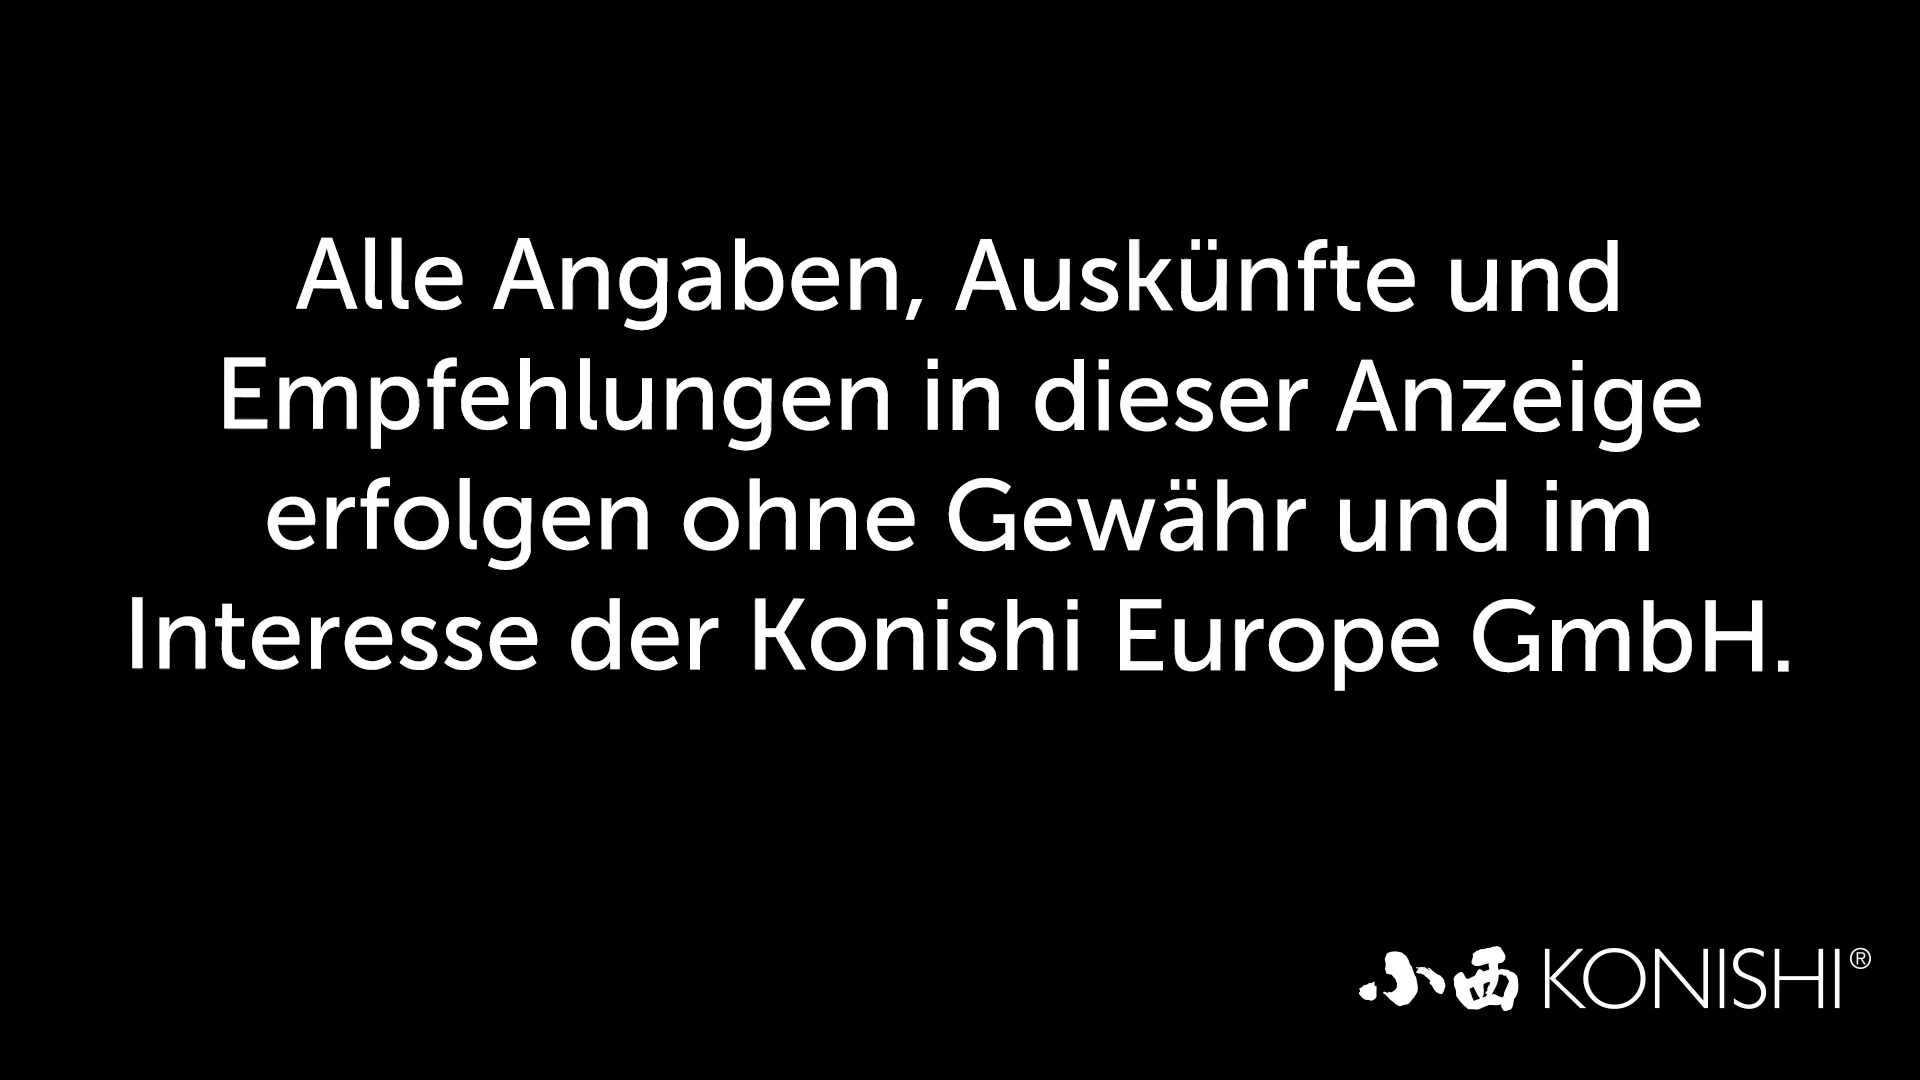 Alle Angaben, Auskünfte und
Empfehlungen in dieser Anzeige
erfolgen ohne Gewähr und im
Interesse der Konishi Europe GmbH.
小西 KONISHI®